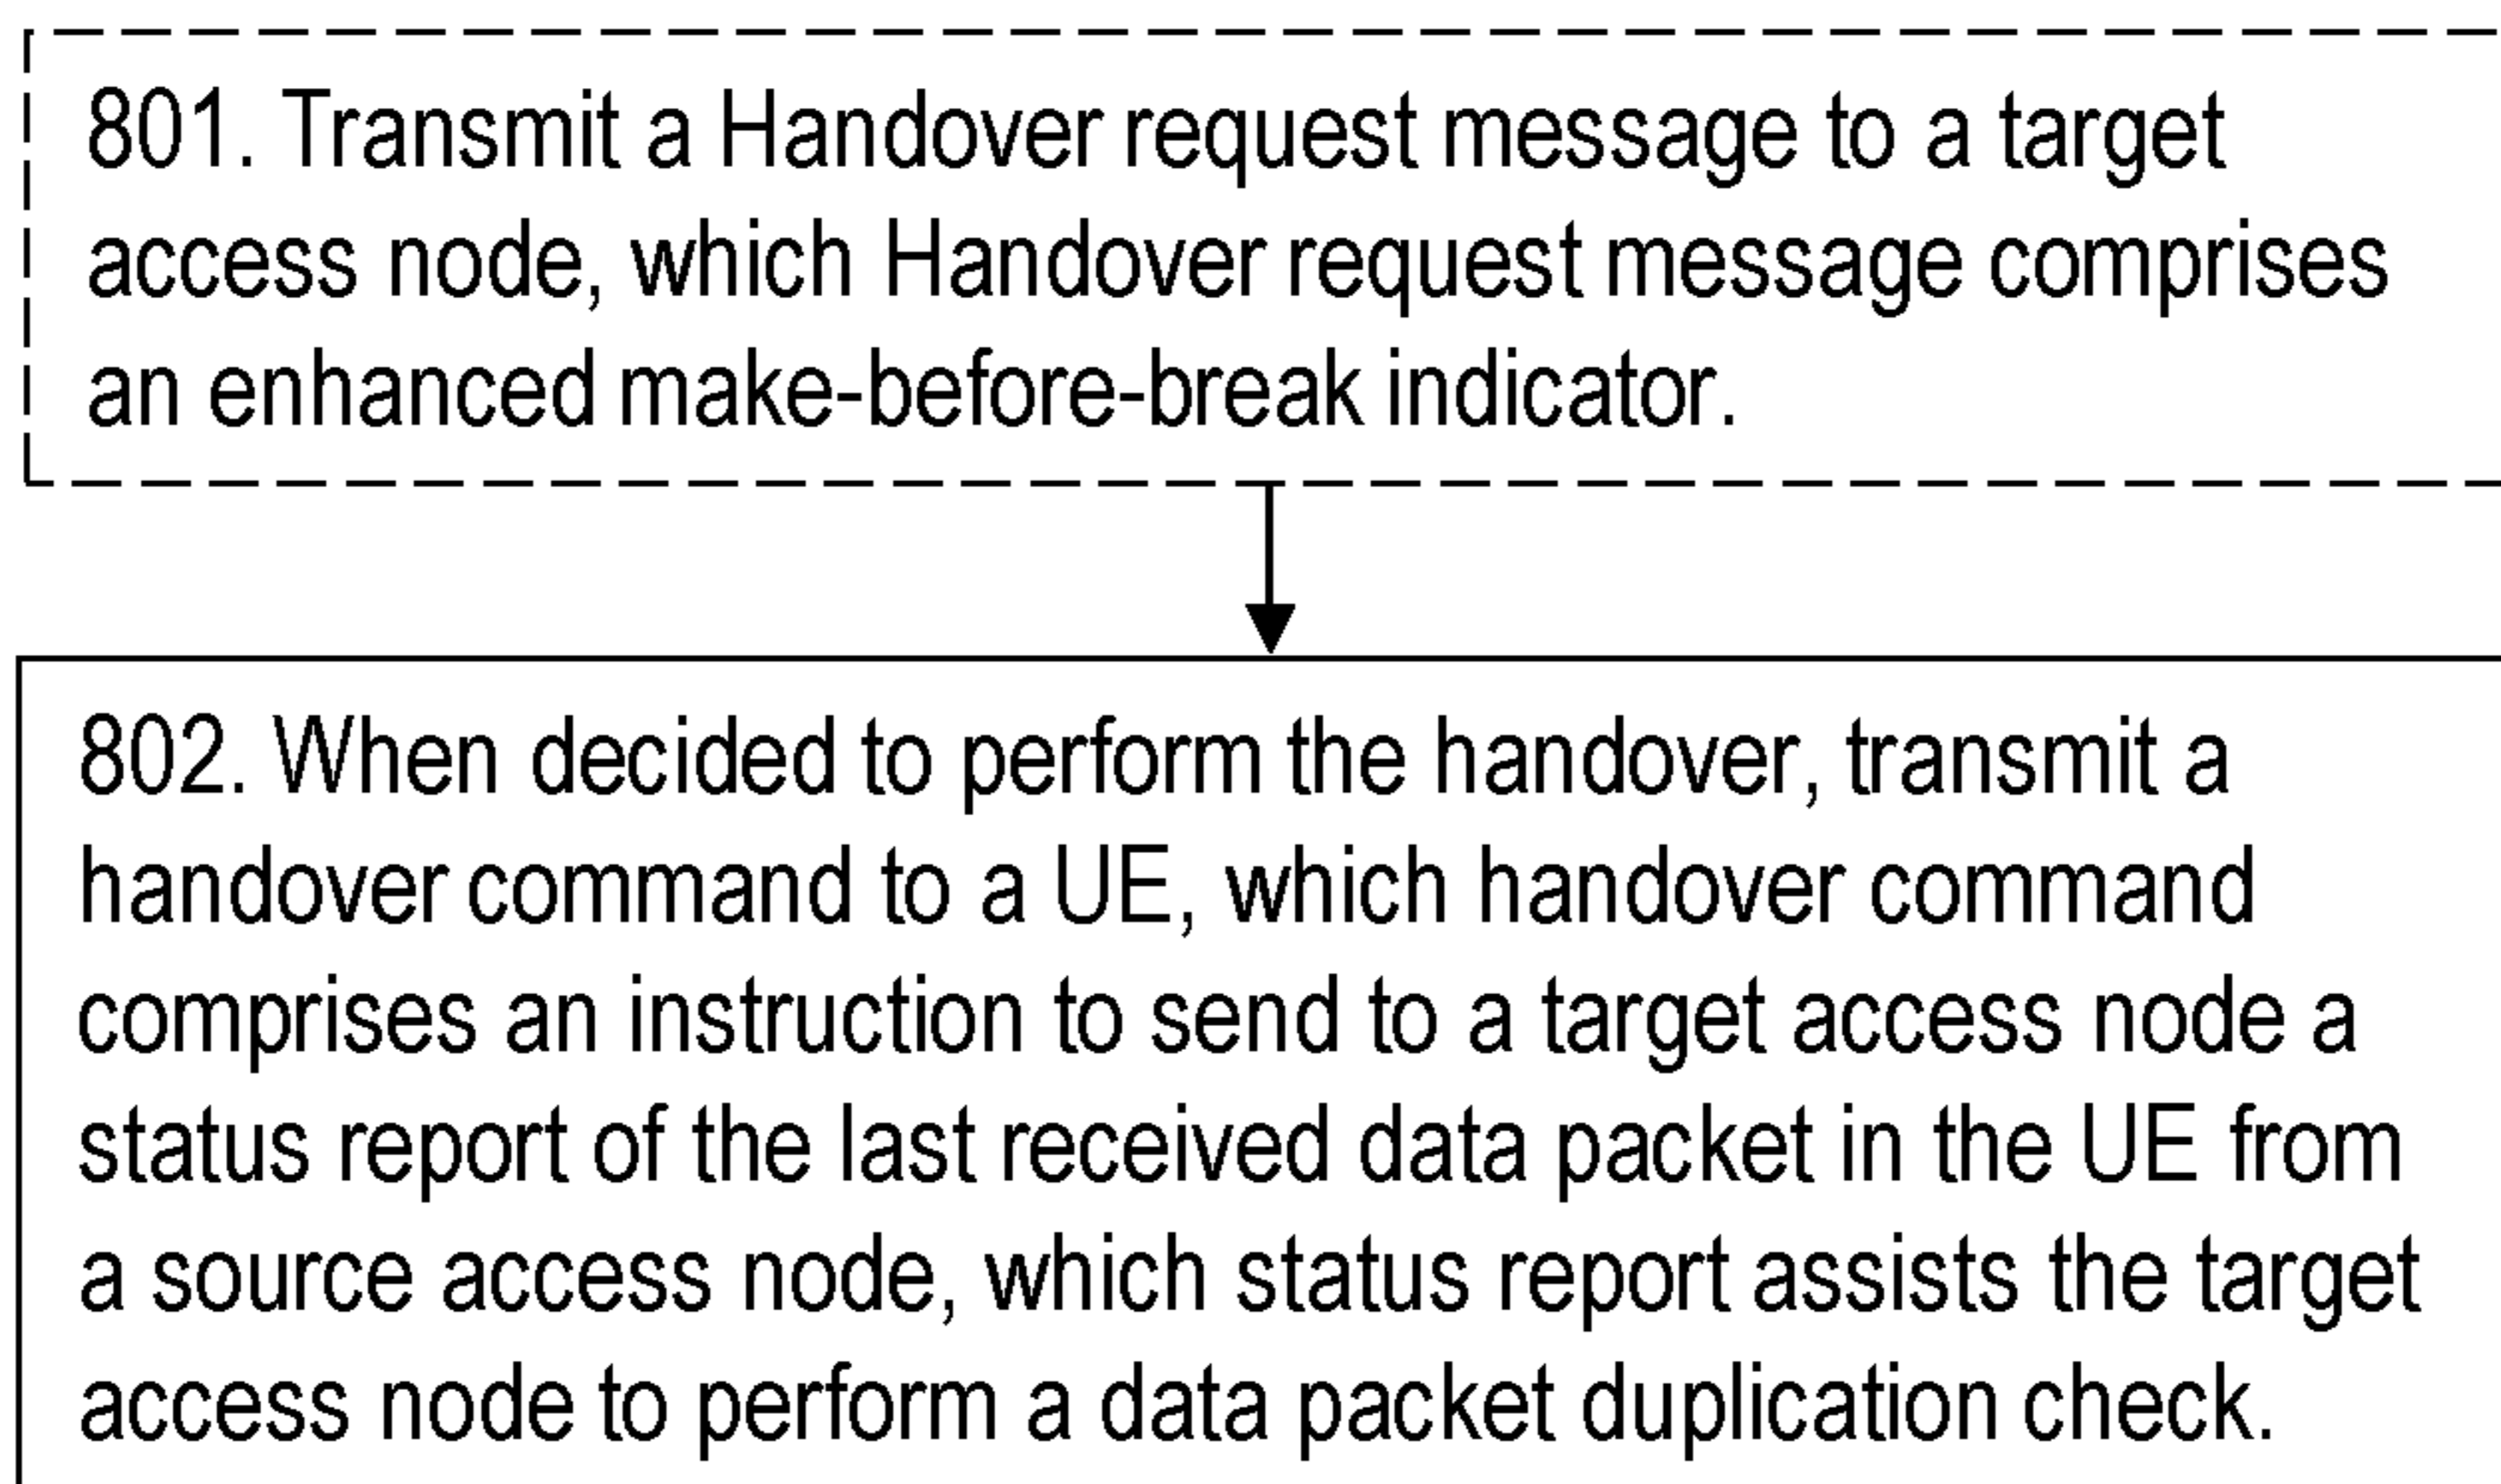 801. Transmit a Handover request message to a target
access node, which Handover request message comprises
an enhanced make-before-break indicator.
802. When decided to perform the handover, transmit a
handover command to a UE, which handover command
comprises an instruction to send to a target access node a
status report of the last received data packet in the UE from
a source access node, which status report assists the target
access node to perform a data packet duplication check.